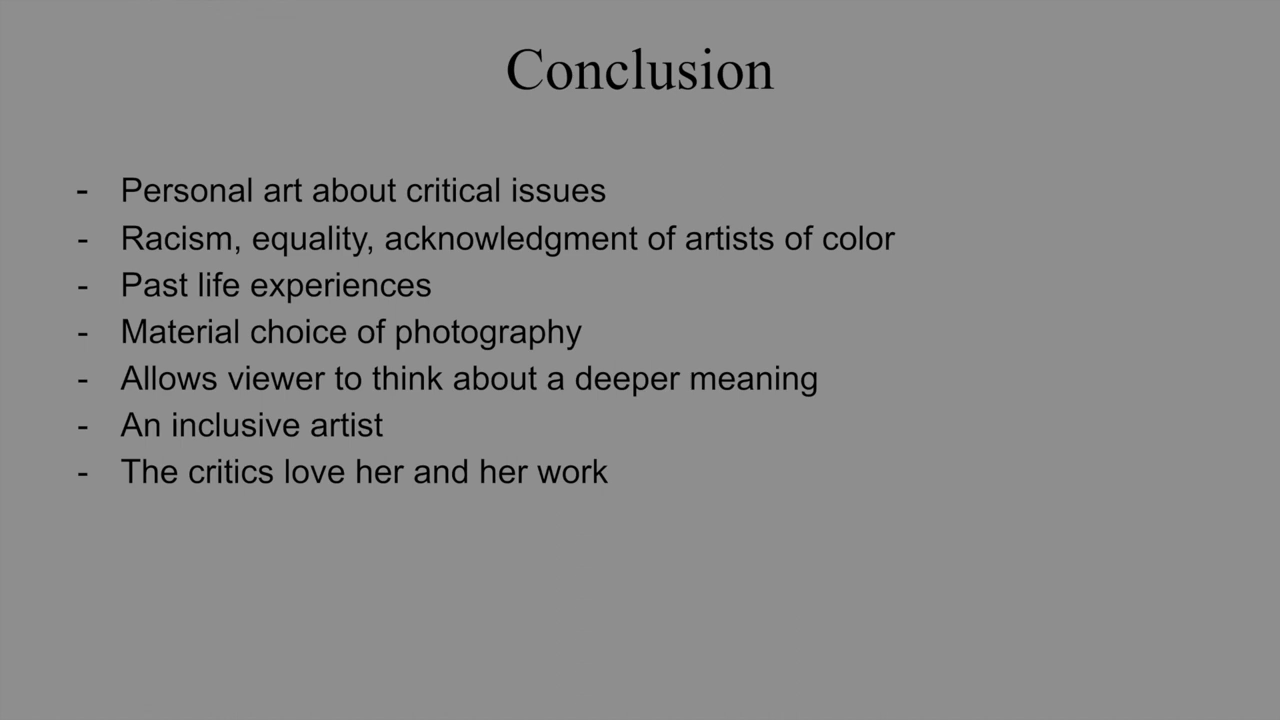 Conclusion
- Personal art about critical issues
- Racism, equality, acknowledgment of artists of color
- Past life experiences
- Material choice of photography
- Allows viewer to think about a deeper meaning
- An inclusive artist
- The critics love her and her work